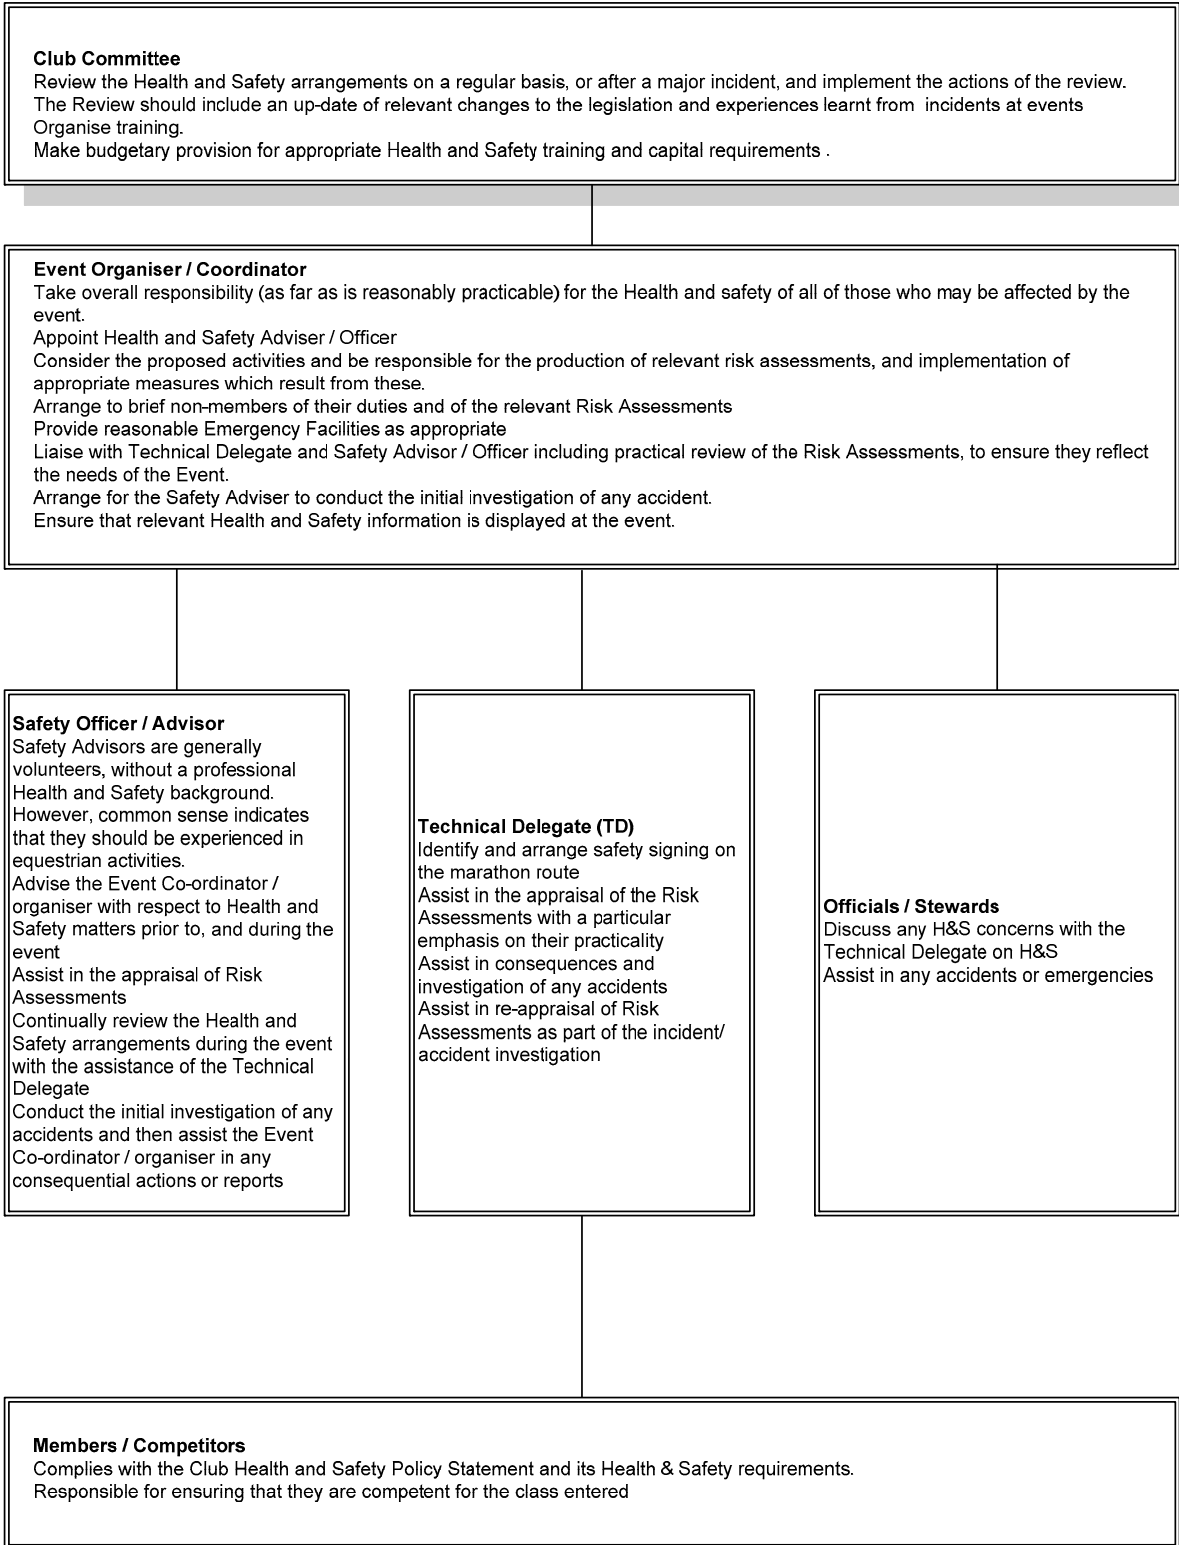 Club Committee
Review the Health and Safety arrangements on a regular basis, or after a major incident, and implement the actions of the review.
The Review should include an up-date of relevant changes to the legislation and experiences learnt from incidents at events
Organise training.
Make budgetary provision for appropriate Health and Safety training and capital requirements .
Event Organiser / Coordinator
Take overall responsibility (as far as is reasonably practicable) for the Health and safety of all of those who may be affected by the
event.
Appoint Health and Safety Adviser / Officer
Consider the proposed activities and be responsible for the production of relevant risk assessments, and implementation of
appropriate measures which result from these.
Arrange to brief non-members of their duties and of the relevant Risk Assessments
Provide reasonable Emergency Facilities as appropriate
Liaise with Technical Delegate and Safety Advisor / Officer including practical review of the Risk Assessments, to ensure they reflect
the needs of the Event.
Arrange for the Safety Adviser to conduct the initial investigation of any accident.
Ensure that relevant Health and Safety information is displayed at the event.
Safety Officer / Advisor
Safety Advisors are generally
volunteers, without a professional
Health and Safety background.
However, common sense indicates
that they should be experienced in
equestrian activities.
Advise the Event Co-ordinator /
organiser with respect to Health and
Safety matters prior to, and during the
event
Assist in the appraisal of Risk
Assessments
Continually review the Health and
Safety arrangements during the event
with the assistance of the Technical
Delegate
Conduct the initial investigation of any
accidents and then assist the Event
Co-ordinator / organiser in any
consequential actions or reports
Technical Delegate (TD)
Identify and arrange safety signing on
the marathon route
Assist in the appraisal of the Risk
Assessments with a particular
emphasis on their practicality
Assist in consequences and
investigation of any accidents
Assist in re-appraisal of Risk
Assessments as part of the incident/
accident investigation
Officials / Stewards
Discuss any H&S concerns with the
Technical Delegate on H&S
Assist in any accidents or emergencies
Members / Competitors
Complies with the Club Health and Safety Policy Statement and its Health & Safety requirements.
Responsible for ensuring that they are competent for the class entered